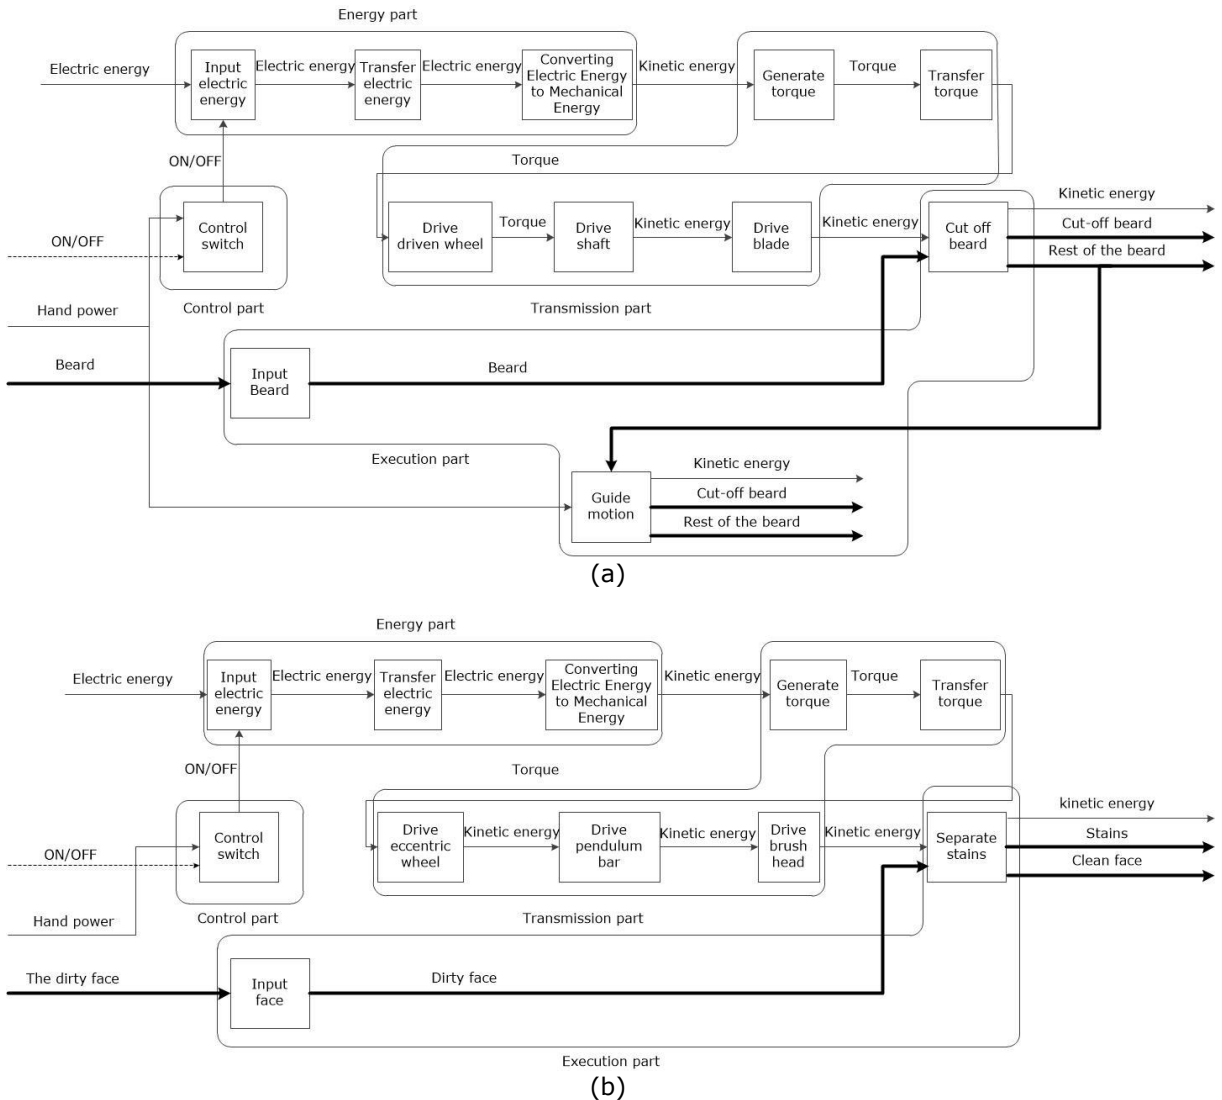 Energy part
Electric energy
Input
electric
energy
Electric energy
Transfer
electric
energy
Electric energy
Converting
Electric Energy
to Mechanical
Energy
Kinetic energy
Generate
torque
Torque
Transfer
torque
ON/OFF
Torque
Control
switch
ON/OFF
Drive
driven wheel
Torque
Drive
shaft
Kinetic energy
Drive
blade
Kinetic energy
Cut off
beard
Kinetic energy
Cut-off beard
Rest of the beard
Hand power
Control part
Transmission part
Beard
Input
Beard
Beard
Execution part
Guide
motion
Kinetic energy
Cut-off beard
Rest of the beard
(a)
Energy part
Electric energy
Input
electric
energy
Electric energy
Transfer
electric
energy
Electric energy
Converting
Electric Energy
to Mechanical
Energy
Kinetic energy
Generate
torque
Torque
Transfer
torque
ON/OFF
Torque
Control
switch
ON/OFF
Drive
eccentric
wheel
Kinetic energy
Drive
pendulum
bar
Kinetic energy
Drive
brush
head
Kinetic energy
Separate
stains
kinetic energy
Stains
Clean face
Hand power
Control part
Transmission part
The dirty face
Input
face
Dirty face
Execution part
(b)